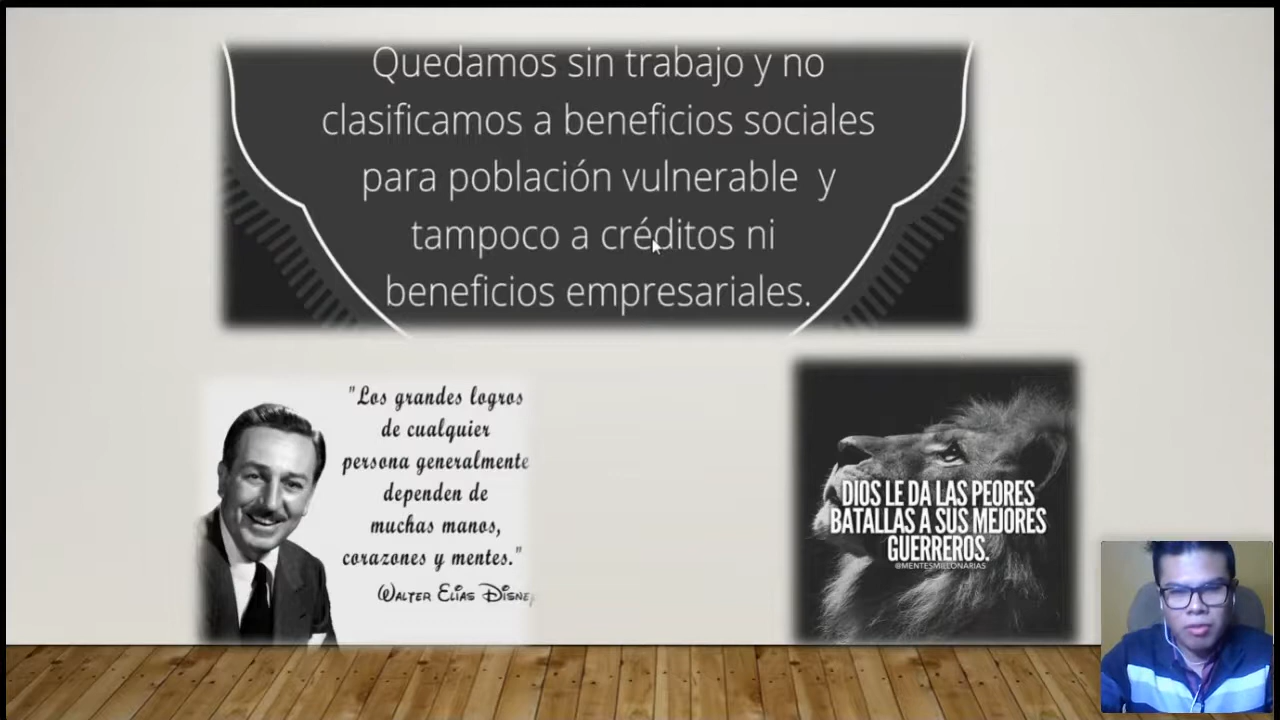 Quedamos sin trabajo y no
clasificamos a beneficios sociales
para población vulnerable y
tampoco a créditos ni
beneficios empresariales.
"Los grandes logros
de cualquier
persona generalmente
dependen de
muchas manos,
corazones y mentes."
Walter Elias Disney
DIOS LE DA LAS PEORES
BATALLAS A SUS MEJORES
GUERREROS.
@MENTESMILLONARIAS